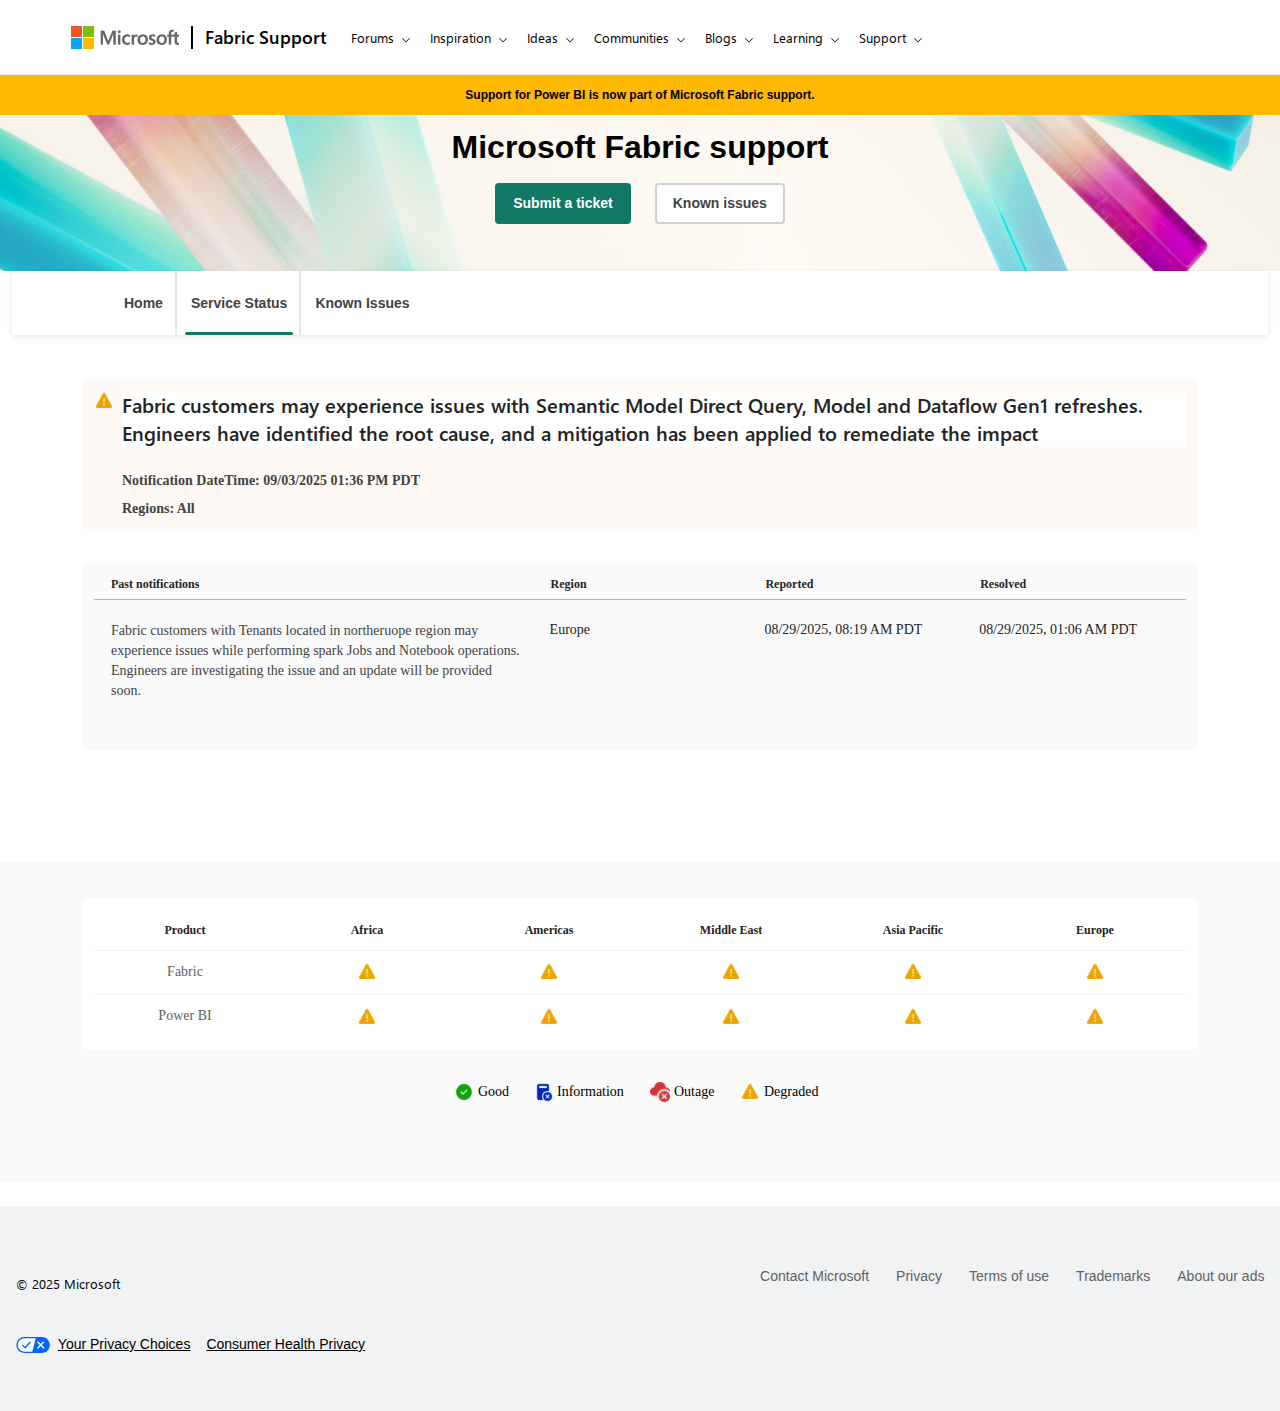 Microsoft
Fabric Support
Forums
Inspiration
Ideas
Communities
Blogs
Learning
Support
Support for Power BI is now part of Microsoft Fabric support.
Microsoft Fabric support
Submit a ticket
Known issues
Home
Service Status
Known Issues
Fabric customers may experience issues with Semantic Model Direct Query, Model and Dataflow Gen1 refreshes.
Engineers have identified the root cause, and a mitigation has been applied to remediate the impact
Notification DateTime: 09/03/2025 01:36 PM PDT
Regions: All
Past notifications
Region
Reported
Resolved
Fabric customers with Tenants located in northeruope region may
experience issues while performing spark Jobs and Notebook operations.
Engineers are investigating the issue and an update will be provided
soon.
Europe
08/29/2025, 08:19 AM PDT
08/29/2025, 01:06 AM PDT
Product
Africa
Americas
Middle East
Asia Pacific
Europe
Fabric
Power BI
Good
Information
Outage
Degraded
© 2025 Microsoft
Contact Microsoft
Privacy
Terms of use
Trademarks
About our ads
Your Privacy Choices
Consumer Health Privacy